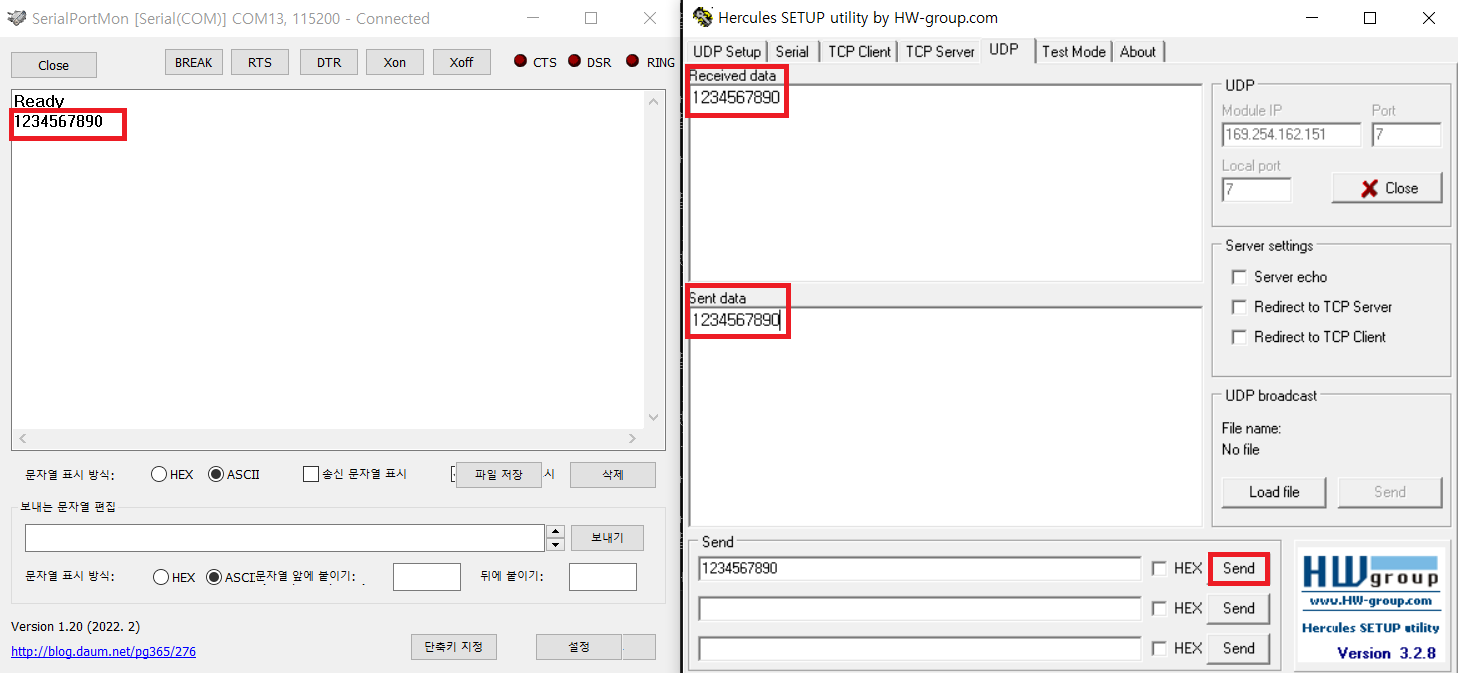 SerialPortMon [Serial(COM)] COM13, 115200 - Connected
Close
BREAK
RTS
DTR
Xon
Xoff
CTS
DSR
RING
Ready
1234567890
문자열 표시 방식:
HEX
ASCII
송신 문자열 표시
파일 저장
시
삭제
보내는 문자열 편집
보내기
문자열 표시 방식:
HEX
ASCII
문자열 앞에 붙이기:
뒤에 붙이기:
Version 1.20 (2022. 2)
http://blog.daum.net/pg365/276
단축키 지정
설정
Hercules SETUP utility by HW-group.com
UDP Setup
Serial
TCP Client
TCP Server
UDP
Test Mode
About
Received data
1234567890
Sent data
1234567890
UDP
Module IP
Port
169.254.162.151
7
Local port
7
Close
Server settings
Server echo
Redirect to TCP Server
Redirect to TCP Client
UDP broadcast
File name:
No file
Load file
Send
Send
1234567890
HEX
Send
HEX
Send
HEX
Send
HWgroup
www.HW-group.com
Hercules SETUP utility
Version 3.2.8